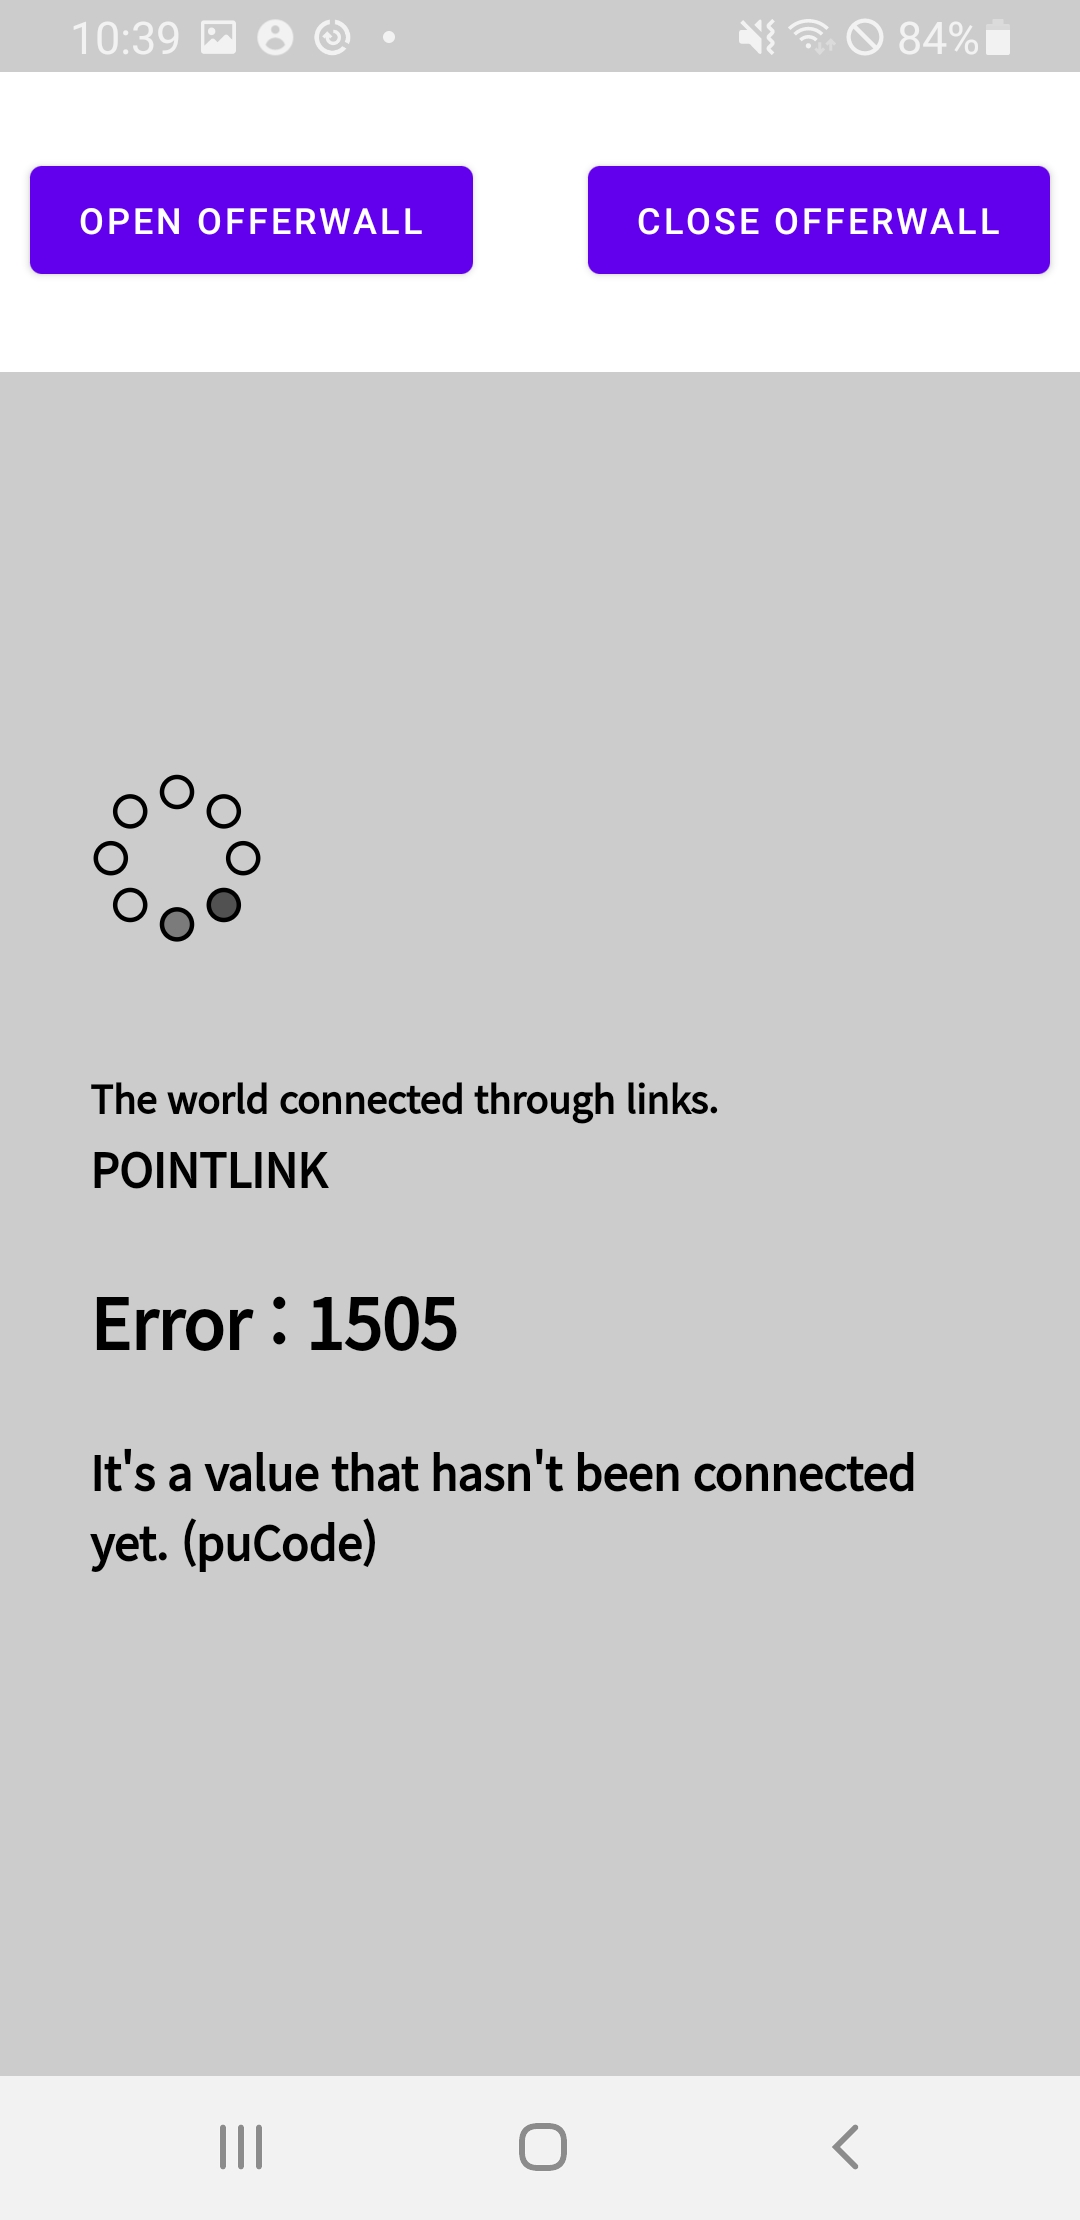 10:39
84%
OPEN OFFERWALL
CLOSE OFFERWALL
The world connected through links.
POINTLINK
Error : 1505
It's a value that hasn't been connected
yet. (puCode)